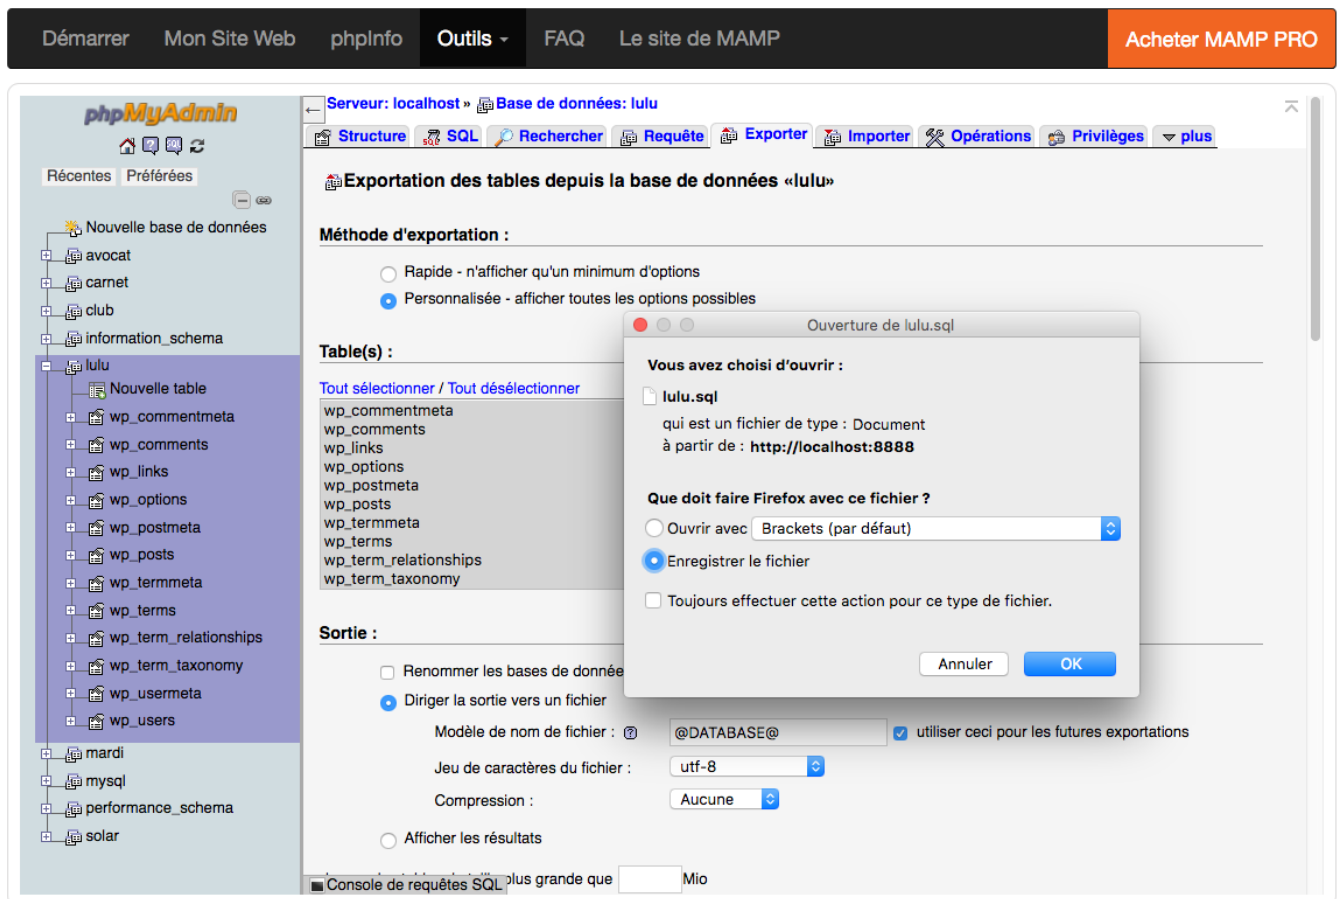 Démarrer Mon Site Web phpInfo Outils FAQ Le site de MAMP Acheter MAMP PRO
phpMyAdmin
Récentes Préférées
Nouvelle base de données
avocat
carnet
club
information_schema
lulu
Nouvelle table
wp_commentmeta
wp_comments
wp_links
wp_options
wp_postmeta
wp_posts
wp_termmeta
wp_terms
wp_term_relationships
wp_term_taxonomy
wp_usermeta
wp_users
mardi
mysql
performance_schema
solar
← Serveur: localhost » Base de données: lulu
Structure SQL Rechercher Requête Exporter Importer Opérations Privilèges plus
Exportation des tables depuis la base de données «lulu»
Méthode d'exportation :
Rapide - n'afficher qu'un minimum d'options
Personnalisée - afficher toutes les options possibles
Table(s) :
Tout sélectionner / Tout désélectionner
wp_commentmeta
wp_comments
wp_links
wp_options
wp_postmeta
wp_posts
wp_termmeta
wp_terms
wp_term_relationships
wp_term_taxonomy
Sortie :
Renommer les bases de donnée
Diriger la sortie vers un fichier
Modèle de nom de fichier : @DATABASE@ utiliser ceci pour les futures exportations
Jeu de caractères du fichier : utf-8
Compression : Aucune
Afficher les résultats
plus grande que Mio
Console de requêtes SQL
Ouverture de lulu.sql
Vous avez choisi d’ouvrir :
lulu.sql
qui est un fichier de type : Document
à partir de : http://localhost:8888
Que doit faire Firefox avec ce fichier ?
Ouvrir avec Brackets (par défaut)
Enregistrer le fichier
Toujours effectuer cette action pour ce type de fichier.
Annuler OK